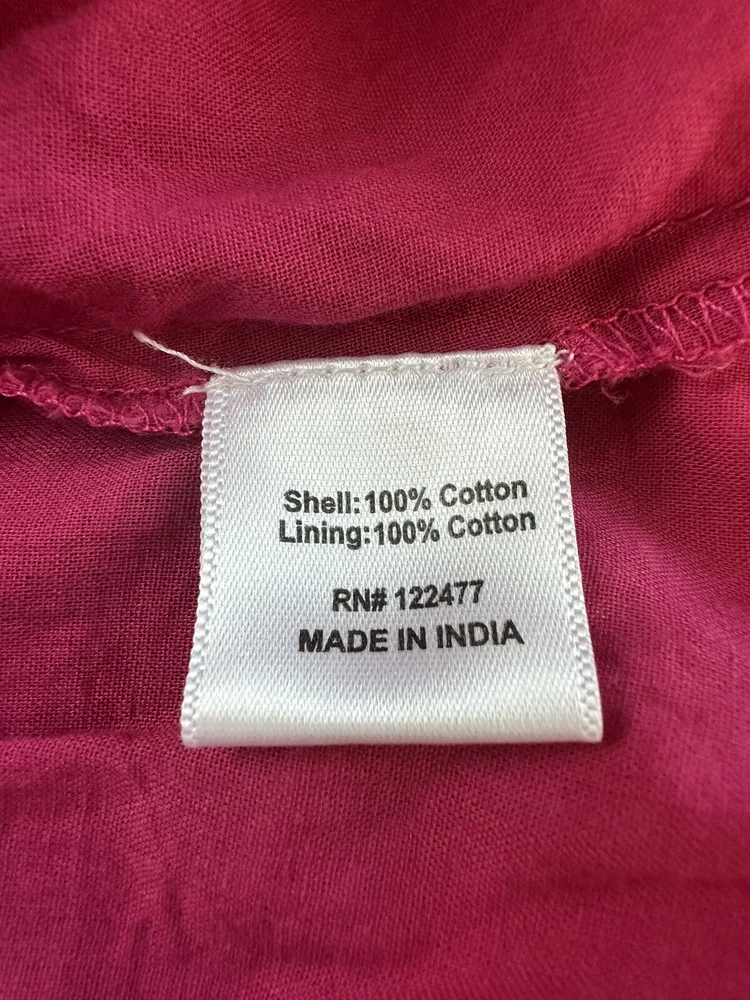 Shell:100% Cotton
Lining:100% Cotton
RN# 122477
MADE IN INDIA